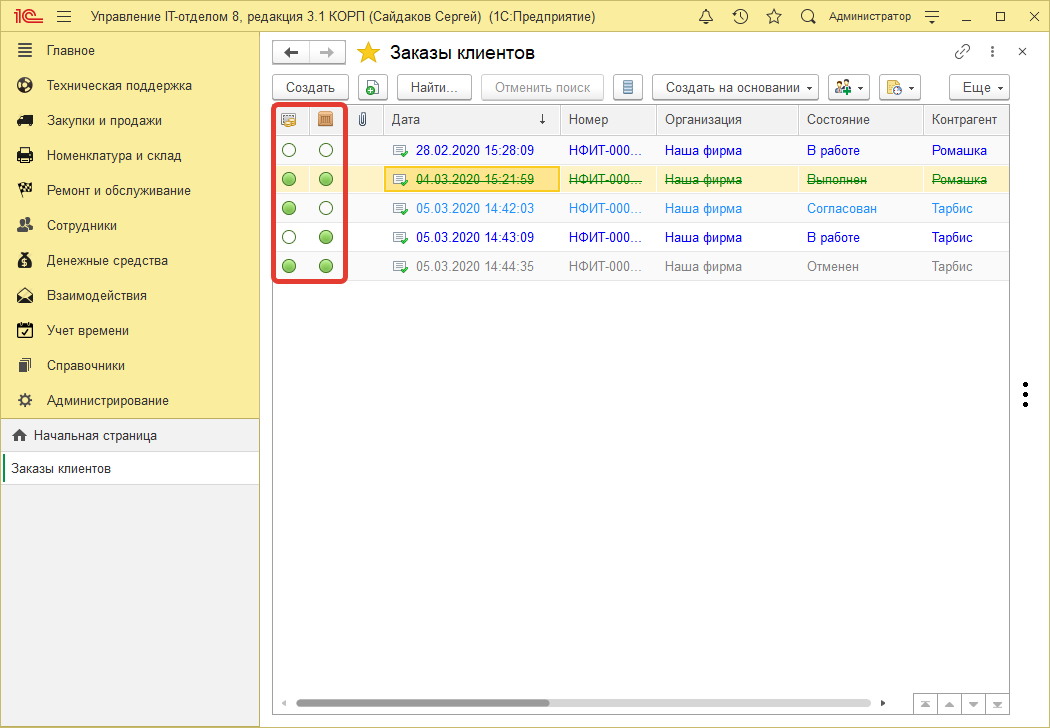 1С Управление IT-отделом 8, редакция 3.1 КОРП (Сайдаков Сергей) (1С:Предприятие) Администратор
Главное
Техническая поддержка
Закупки и продажи
Номенклатура и склад
Ремонт и обслуживание
Сотрудники
Денежные средства
Взаимодействия
Учет времени
Справочники
Администрирование
Начальная страница
Заказы клиентов
Заказы клиентов
Создать Найти... Отменить поиск Создать на основании Еще
Дата Номер Организация Состояние Контрагент
28.02.2020 15:28:09 НФИТ-000... Наша фирма В работе Ромашка
04.03.2020 15:21:59 НФИТ-000... Наша фирма Выполнен Ромашка
05.03.2020 14:42:03 НФИТ-000... Наша фирма Согласован Тарбис
05.03.2020 14:43:09 НФИТ-000... Наша фирма В работе Тарбис
05.03.2020 14:44:35 НФИТ-000... Наша фирма Отменен Тарбис